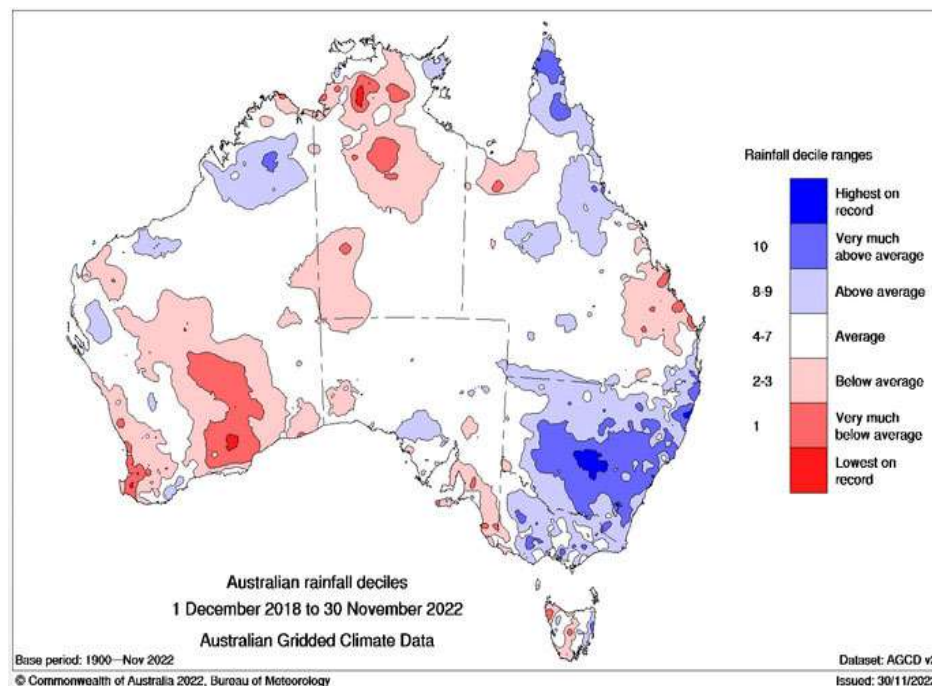 Rainfall decile ranges
Highest on
record
10
Very much
above average
8-9
Above average
4-7
Average
2-3
Below average
1
Very much
below average
Lowest on
record
Australian rainfall deciles
1 December 2018 to 30 November 2022
Australian Gridded Climate Data
Base period: 1900—Nov 2022
Dataset: AGCD v2
© Commonwealth of Australia 2022, Bureau of Meteorology
Issued: 30/11/2022